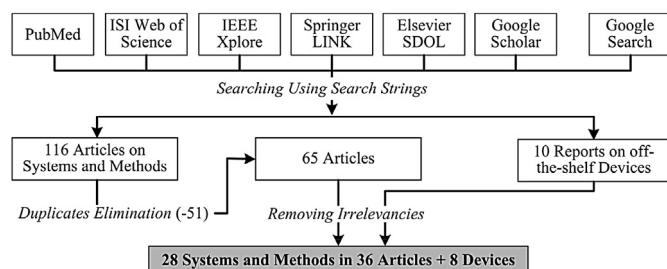 PubMed
ISI Web of
Science
IEEE
Xplore
Springer
LINK
Elsevier
SDOL
Google
Scholar
Google
Search
Searching Using Search Strings
116 Articles on
Systems and Methods
65 Articles
10 Reports on off-
the-shelf Devices
Duplicates Elimination (-51)
Removing Irrelevancies
28 Systems and Methods in 36 Articles + 8 Devices